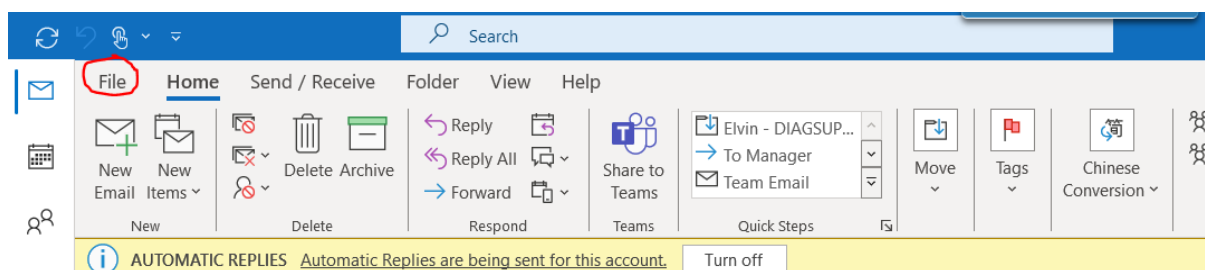 Search
File Home Send / Receive Folder View Help
New Email
New Items
Delete
Archive
Reply
Reply All
Forward
Share to Teams
Elvin - DIAGSUP...
To Manager
Team Email
Move
Tags
Chinese Conversion
New Delete Respond Teams Quick Steps
AUTOMATIC REPLIES Automatic Replies are being sent for this account. Turn off